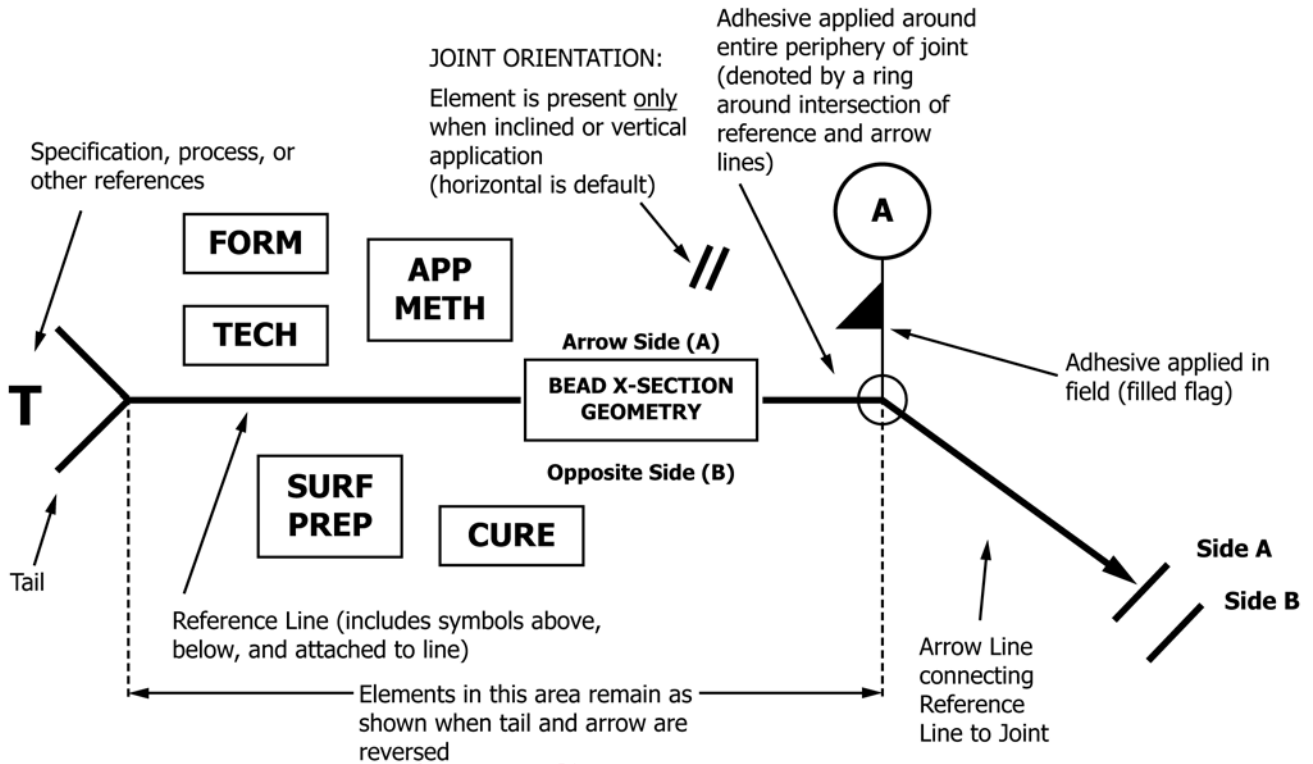 Adhesive applied around
entire periphery of joint
(denoted by a ring
around intersection of
reference and arrow
lines)
JOINT ORIENTATION:
Element is present only
when inclined or vertical
application
(horizontal is default)
Specification, process, or
other references
A
FORM
APP
METH
TECH
Arrow Side (A)
Adhesive applied in
field (filled flag)
T
BEAD X-SECTION
GEOMETRY
Opposite Side (B)
SURF
PREP
CURE
Side A
Side B
Tail
Reference Line (includes symbols above,
below, and attached to line)
Arrow Line
connecting
Reference
Line to Joint
Elements in this area remain as
shown when tail and arrow are
reversed